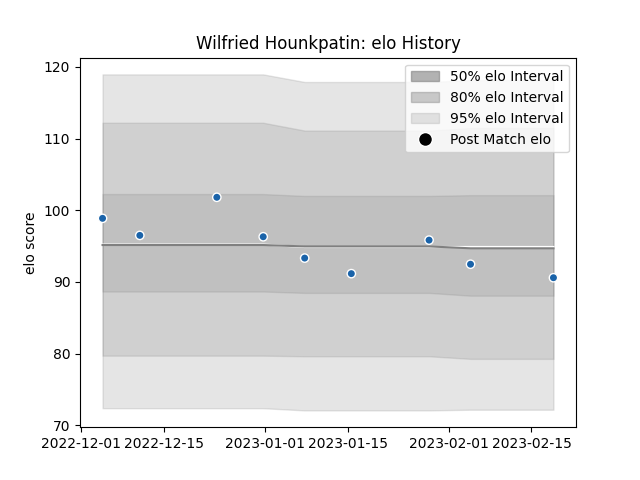 Wilfried Hounkpatin: elo History
120
110
100
90
80
70
elo score
50% elo Interval
80% elo Interval
95% elo Interval
Post Match elo
2022-12-01
2022-12-15
2023-01-01
2023-01-15
2023-02-01
2023-02-15